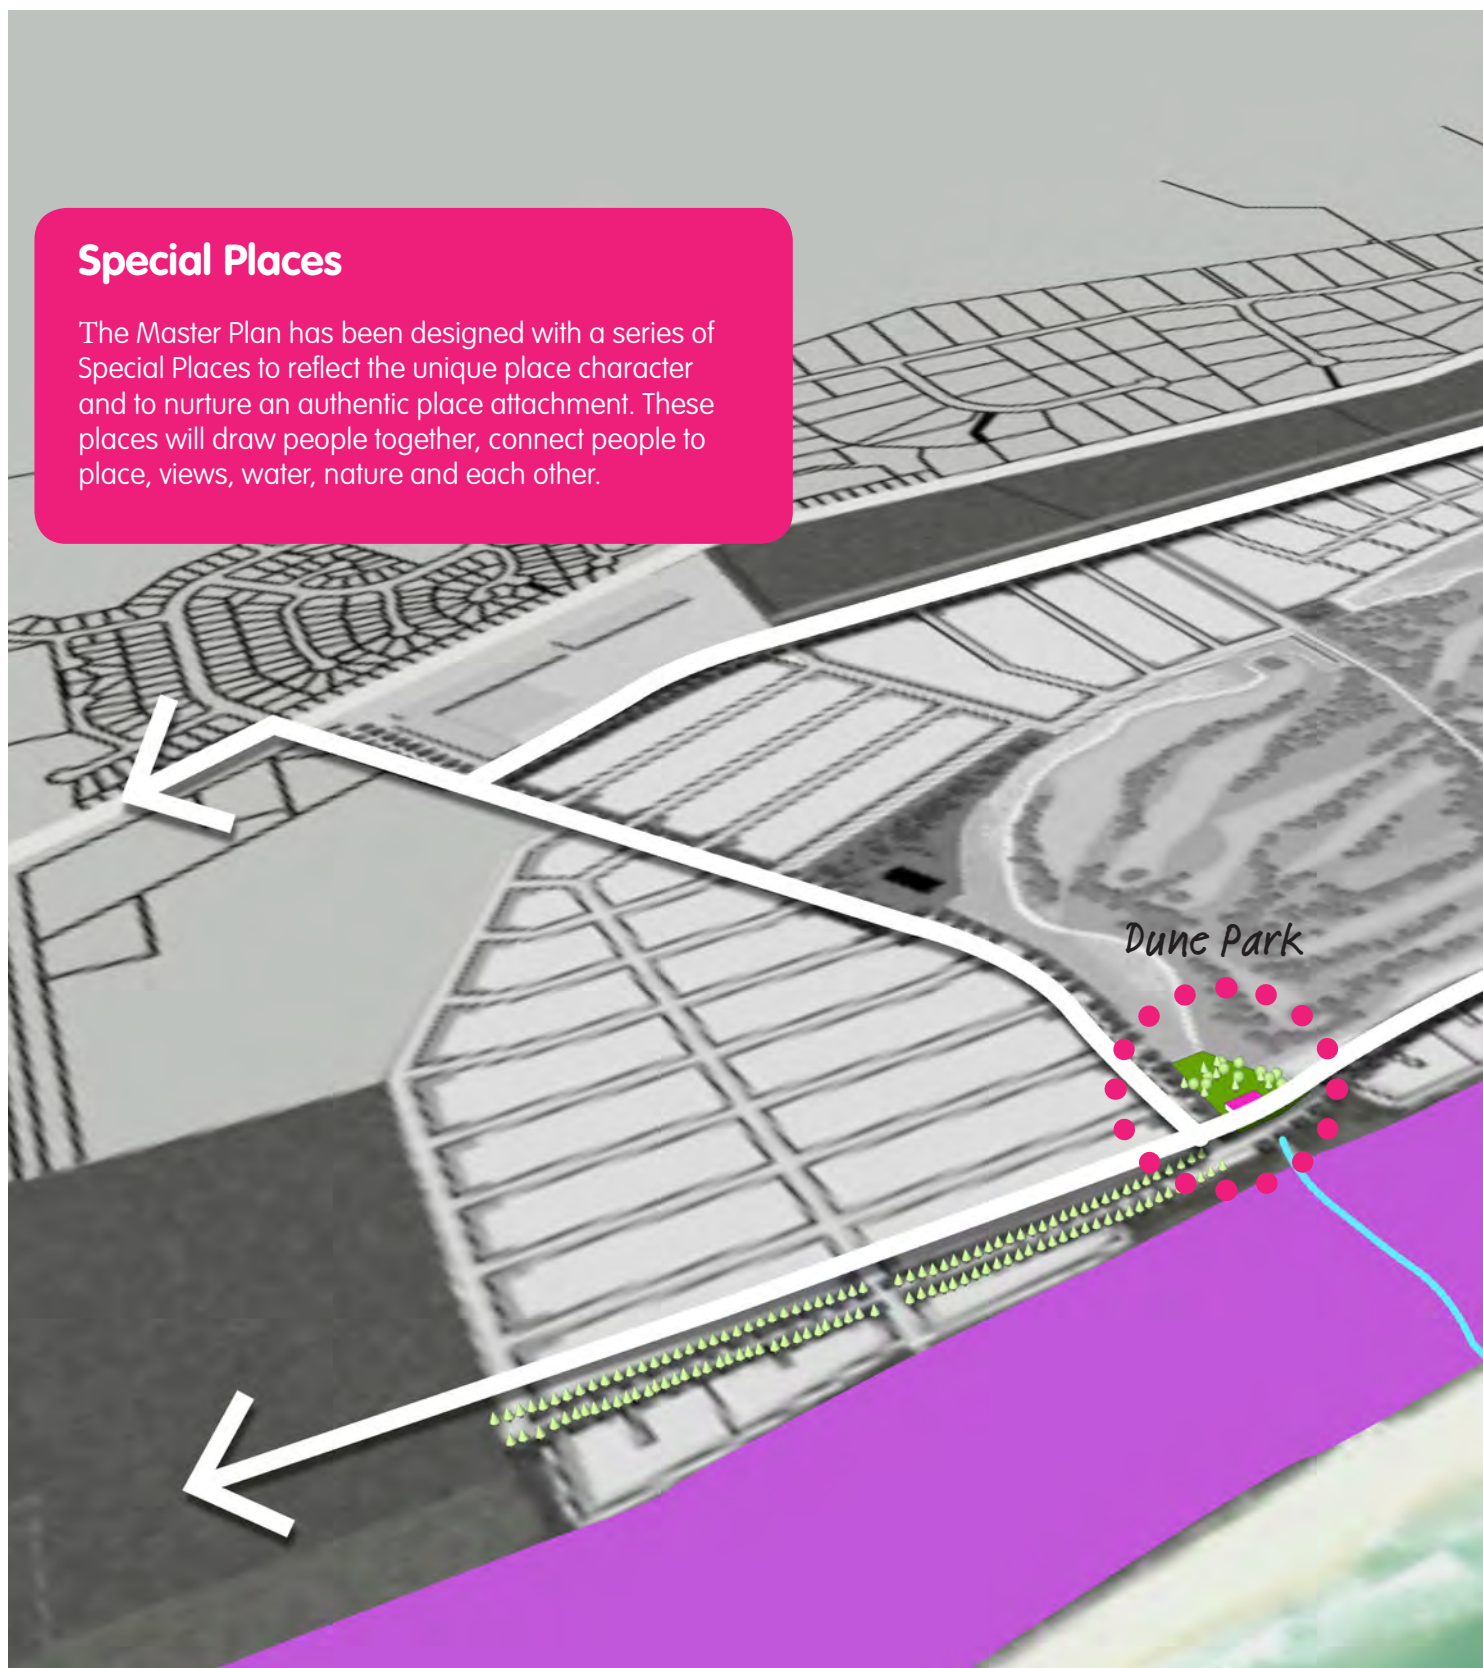 Special Places
The Master Plan has been designed with a series of
Special Places to reflect the unique place character
and to nurture an authentic place attachment. These
places will draw people together, connect people to
place, views, water, nature and each other.
Dune Park